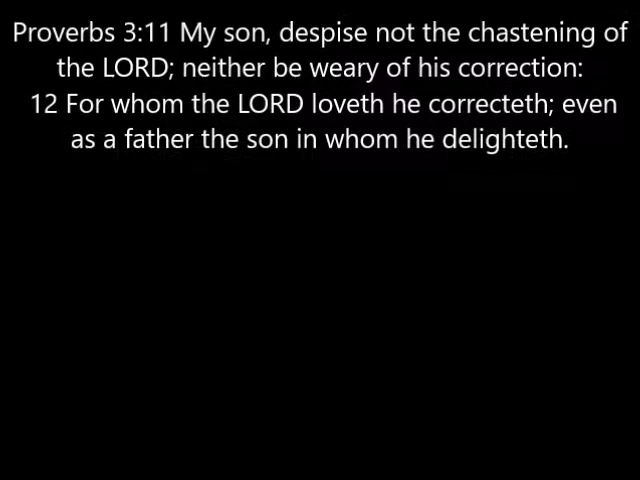 Proverbs 3:11 My son, despise not the chastening of
the LORD; neither be weary of his correction:
12 For whom the LORD loveth he correcteth; even
as a father the son in whom he delighteth.